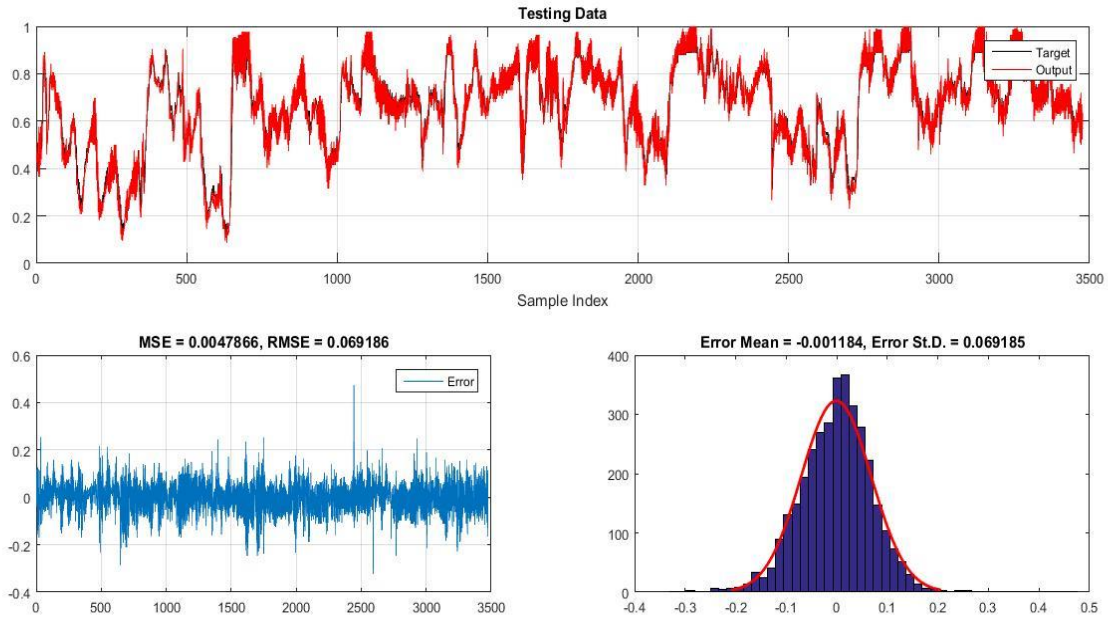 Testing Data
1
0.8
0.6
0.4
0.2
0
Target
Output
0 500 1000 1500 2000 2500 3000 3500
Sample Index
MSE = 0.0047866, RMSE = 0.069186
0.6
0.4
0.2
0
-0.2
-0.4
Error
0 500 1000 1500 2000 2500 3000 3500
Error Mean = -0.001184, Error St.D. = 0.069185
400
300
200
100
0
-0.4 -0.3 -0.2 -0.1 0 0.1 0.2 0.3 0.4 0.5